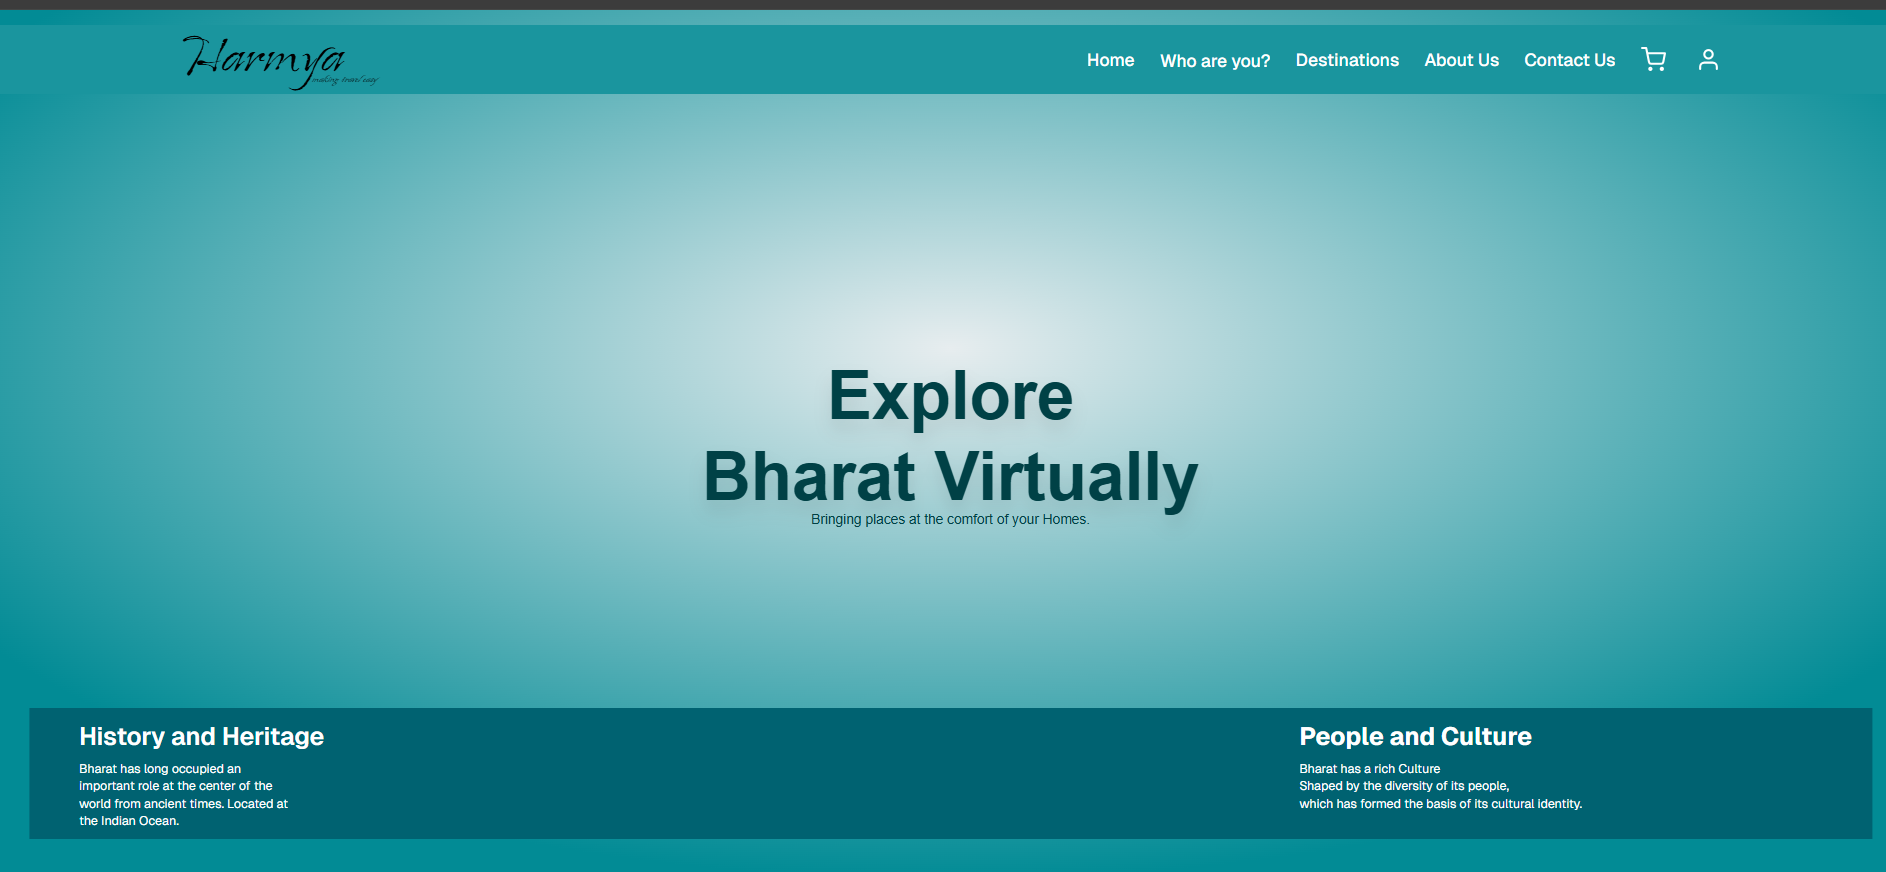 Harmya
making travel easy
Home Who are you? Destinations About Us Contact Us
Explore
Bharat Virtually
Bringing places at the comfort of your Homes.
History and Heritage
Bharat has long occupied an
important role at the center of the
world from ancient times. Located at
the Indian Ocean.
People and Culture
Bharat has a rich Culture
Shaped by the diversity of its people,
which has formed the basis of its cultural identity.